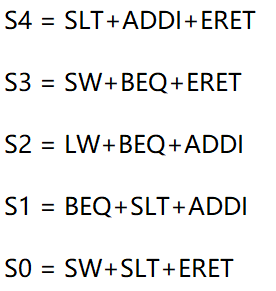 S4 = SLT+ADDI+ERET
S3 = SW+BEQ+ERET
S2 = LW+BEQ+ADDI
S1 = BEQ+SLT+ADDI
S0 = SW+SLT+ERET